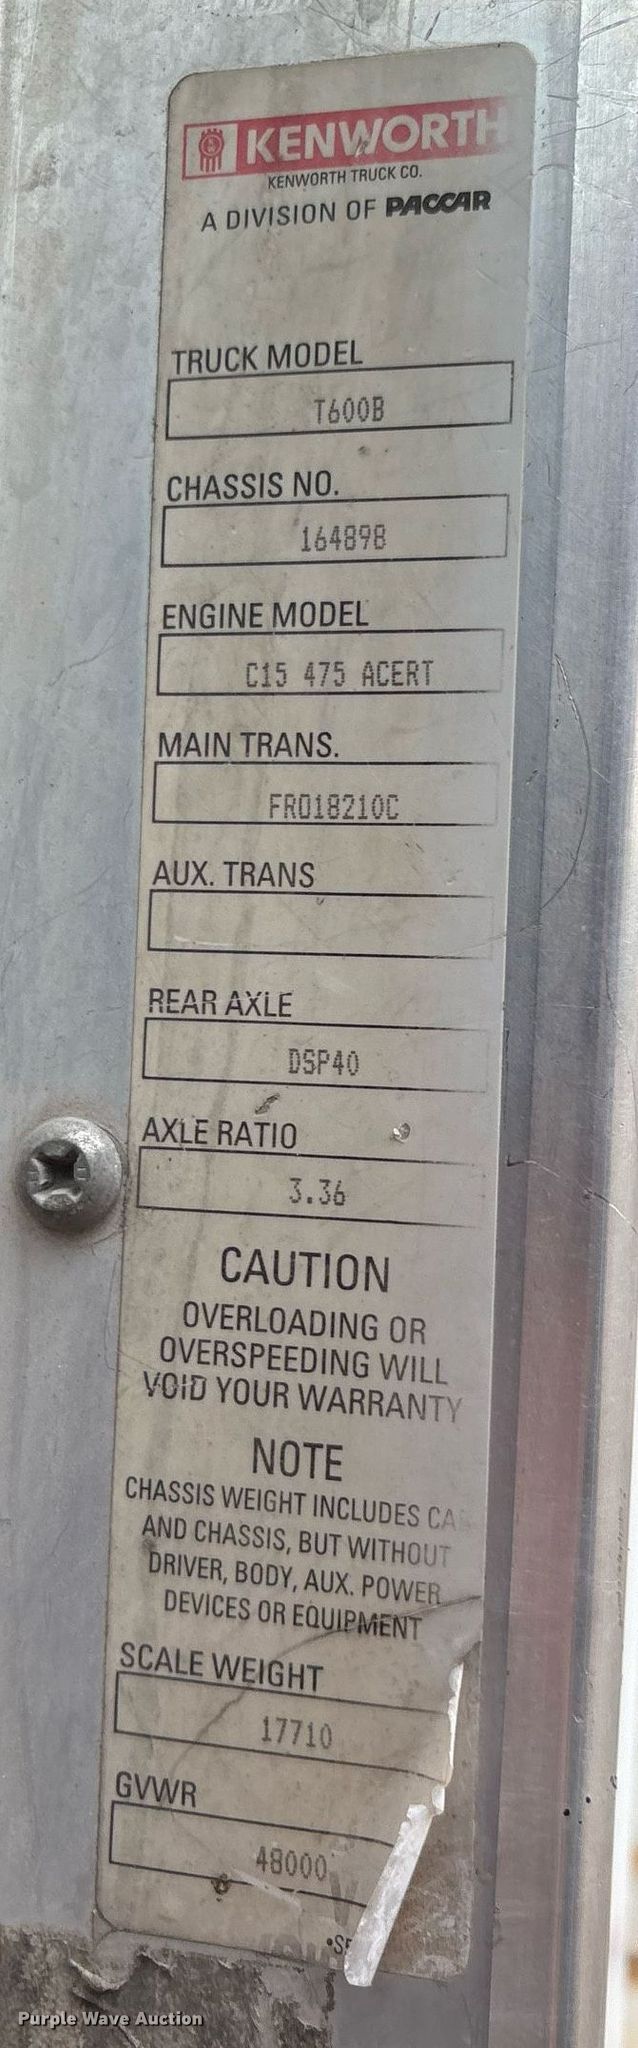 KENWORTH
KENWORTH TRUCK CO.
A DIVISION OF PACCAR
TRUCK MODEL
T600B
CHASSIS NO.
164898
ENGINE MODEL
C15 475 ACERT
MAIN TRANS.
FRO18210C
AUX. TRANS
REAR AXLE
DSP40
AXLE RATIO
3.36
CAUTION
OVERLOADING OR
OVERSPEEDING WILL
VOID YOUR WARRANTY
NOTE
CHASSIS WEIGHT INCLUDES
AND CHASSIS, BUT WITHOUT
DRIVER, BODY, AUX. POWER
DEVICES OR EQUIPMENT
SCALE WEIGHT
17710
GVWR
48000
Purple Wave Auction